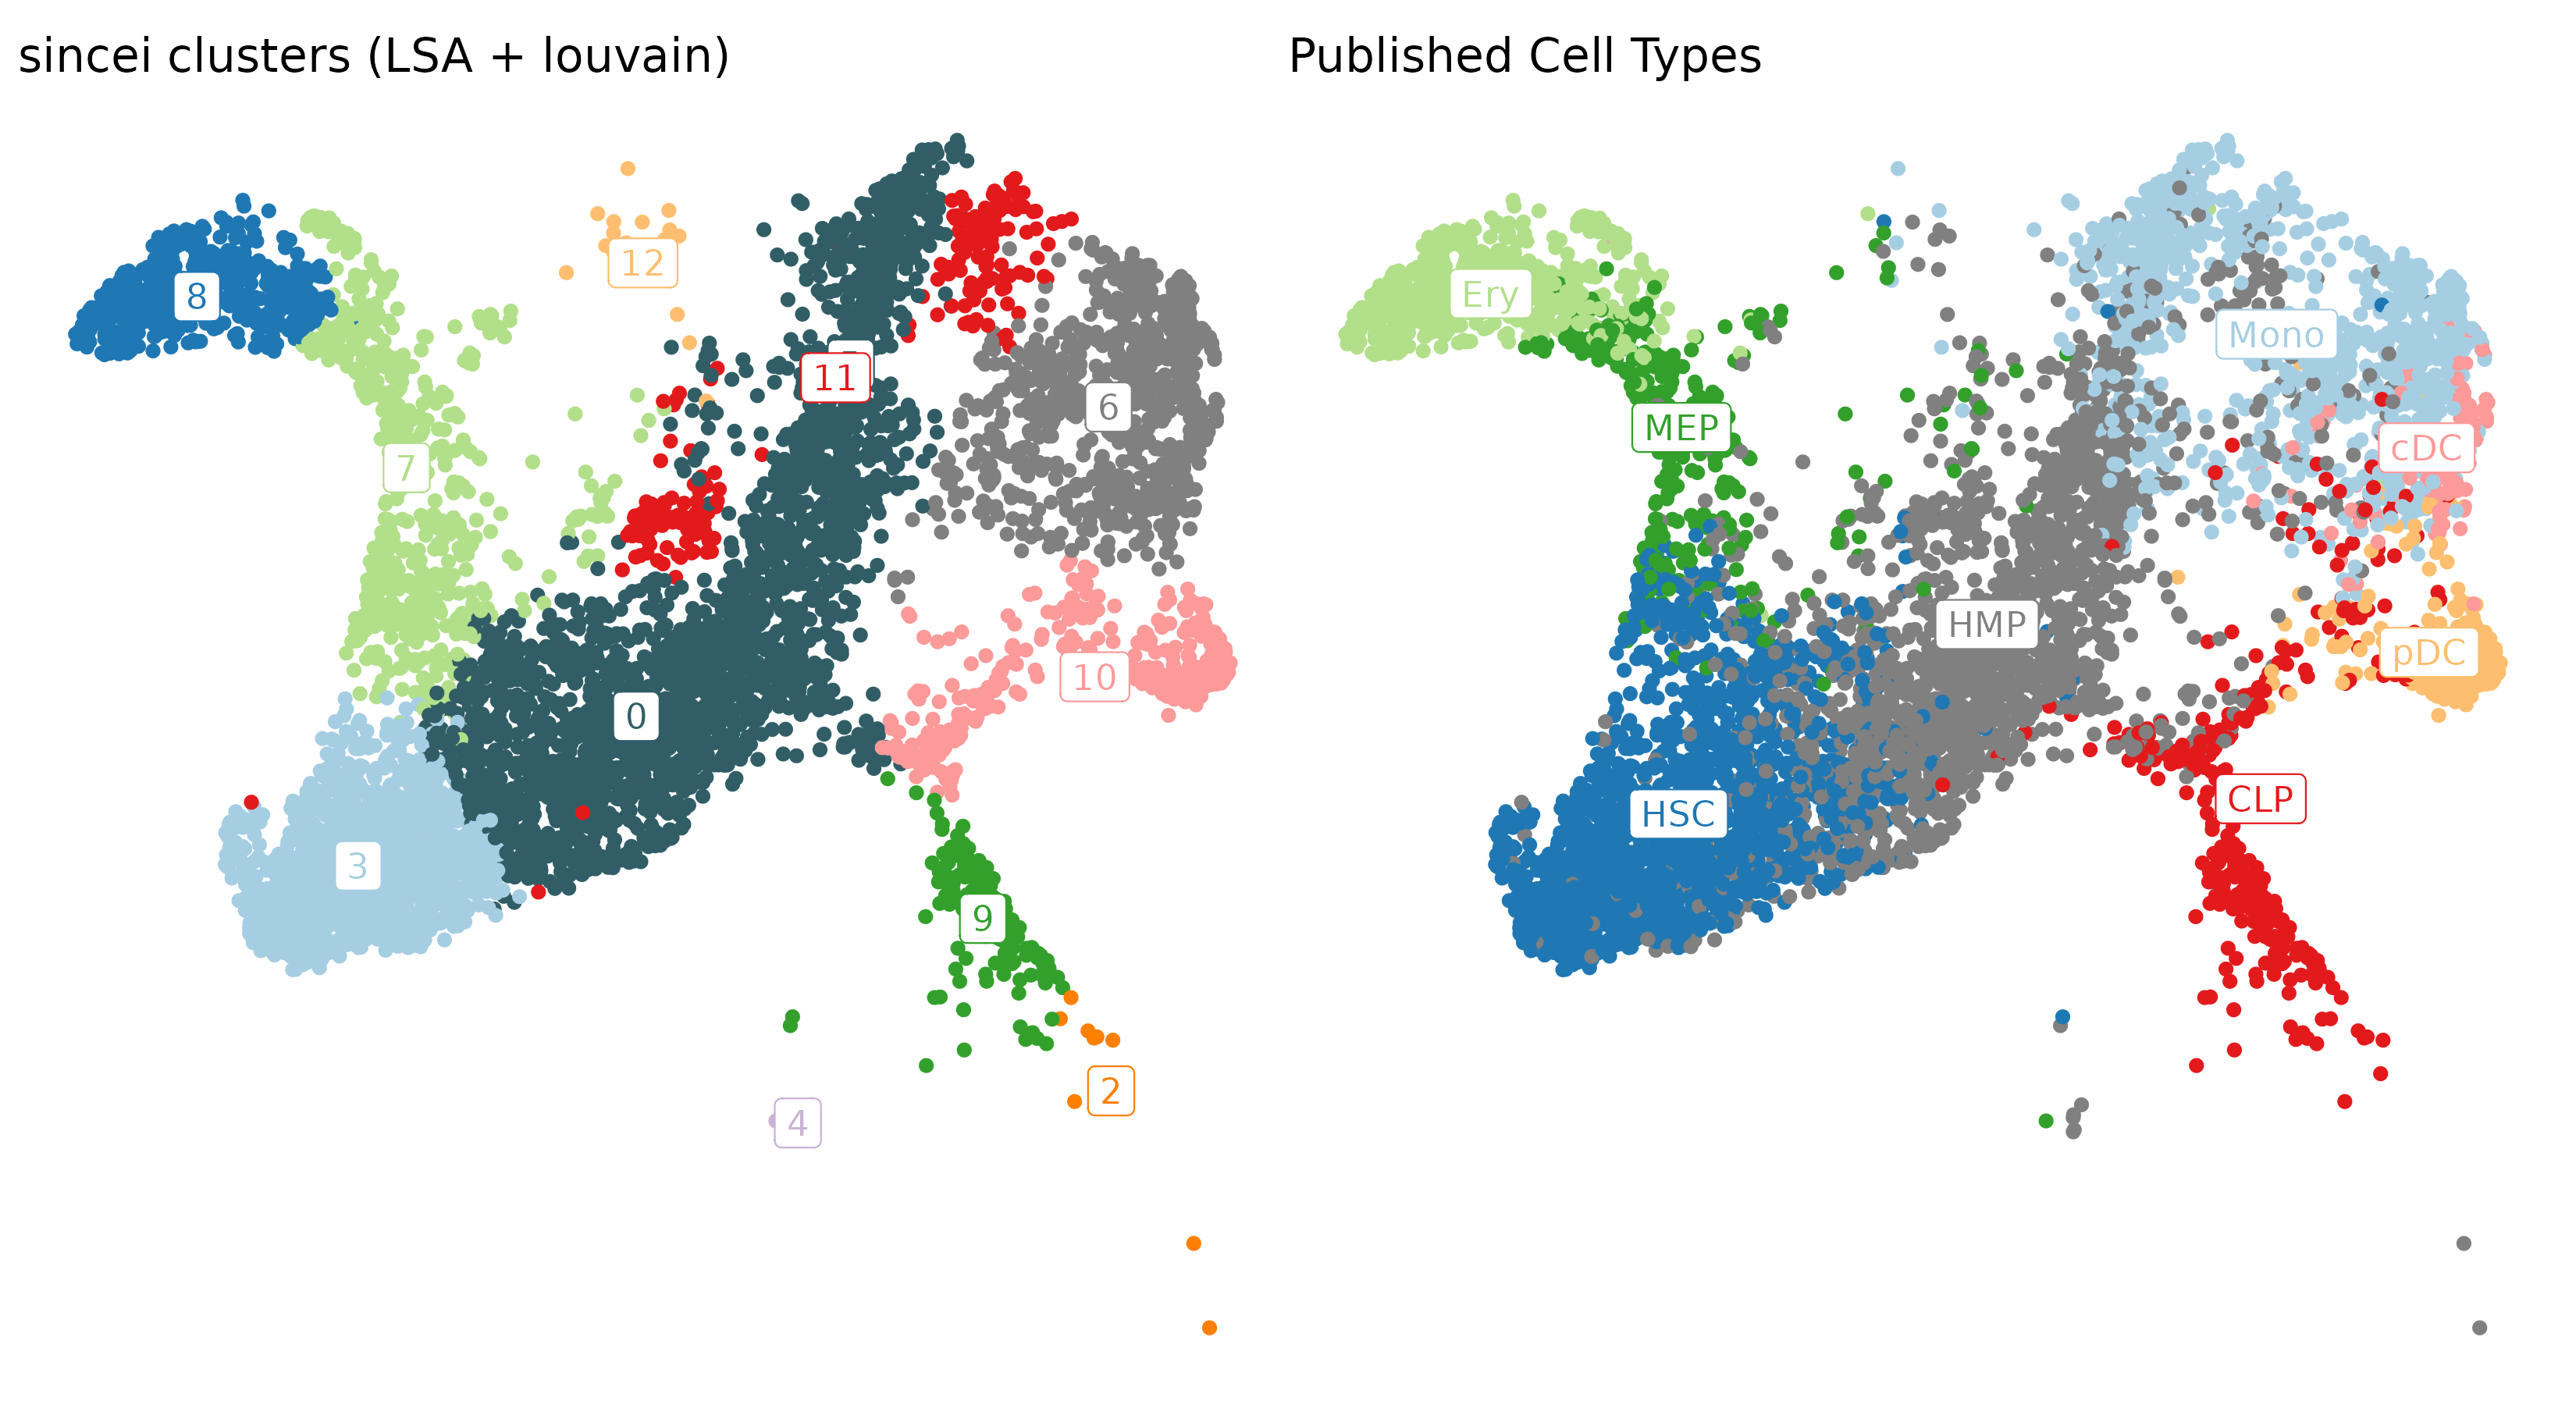 sincei clusters (LSA + louvain)
Published Cell Types
12
8
Ery
11
Mono
6
7
MEP
cDC
HMP
10
pDC
0
CLP
HSC
3
9
2
4